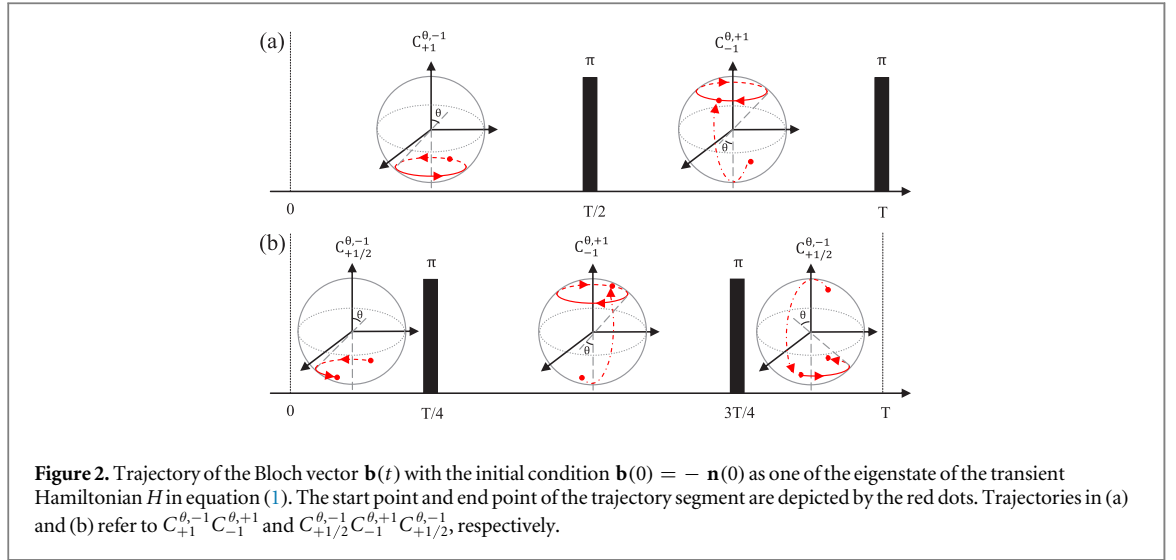 (a)
C_{+1}^{θ,-1}
C_{-1}^{θ,+1}
π
π
θ
θ
0
T/2
T
(b)
C_{+1/2}^{θ,-1}
C_{-1}^{θ,+1}
C_{+1/2}^{θ,-1}
π
π
θ
θ
θ
0
T/4
3T/4
T
Figure 2. Trajectory of the Bloch vector b(t) with the initial condition b(0) = − n(0) as one of the eigenstate of the transient
Hamiltonian H in equation (1). The start point and end point of the trajectory segment are depicted by the red dots. Trajectories in (a)
and (b) refer to C_{+1}^{θ,-1}C_{-1}^{θ,+1} and C_{+1/2}^{θ,-1}C_{-1}^{θ,+1}C_{+1/2}^{θ,-1}, respectively.